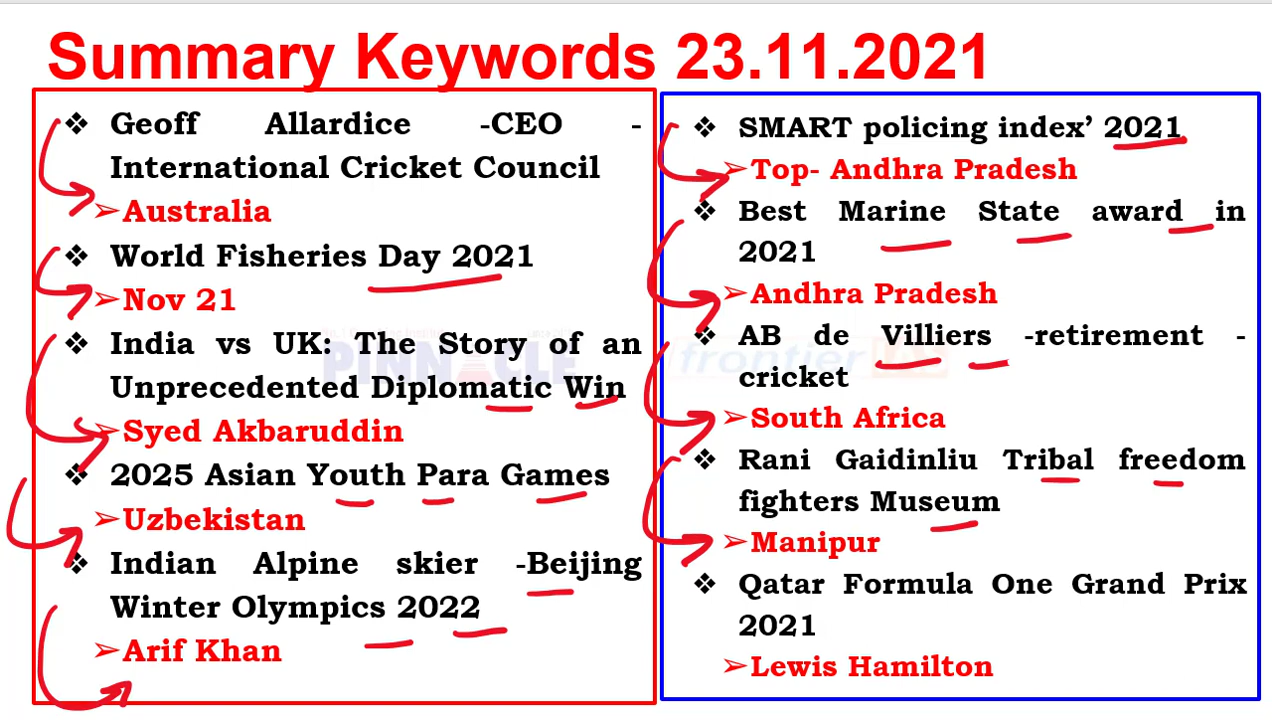 Summary Keywords 23.11.2021
❖ Geoff Allardice -CEO -
International Cricket Council
➢Australia
❖ World Fisheries Day 2021
➢Nov 21
❖ India vs UK: The Story of an
Unprecedented Diplomatic Win
➢Syed Akbaruddin
❖ 2025 Asian Youth Para Games
➢Uzbekistan
❖ Indian Alpine skier -Beijing
Winter Olympics 2022
➢Arif Khan
❖ SMART policing index’ 2021
➢Top- Andhra Pradesh
❖ Best Marine State award in
2021
➢Andhra Pradesh
❖ AB de Villiers -retirement -
cricket
➢South Africa
❖ Rani Gaidinliu Tribal freedom
fighters Museum
➢Manipur
❖ Qatar Formula One Grand Prix
2021
➢Lewis Hamilton
PINNACLE
frontier